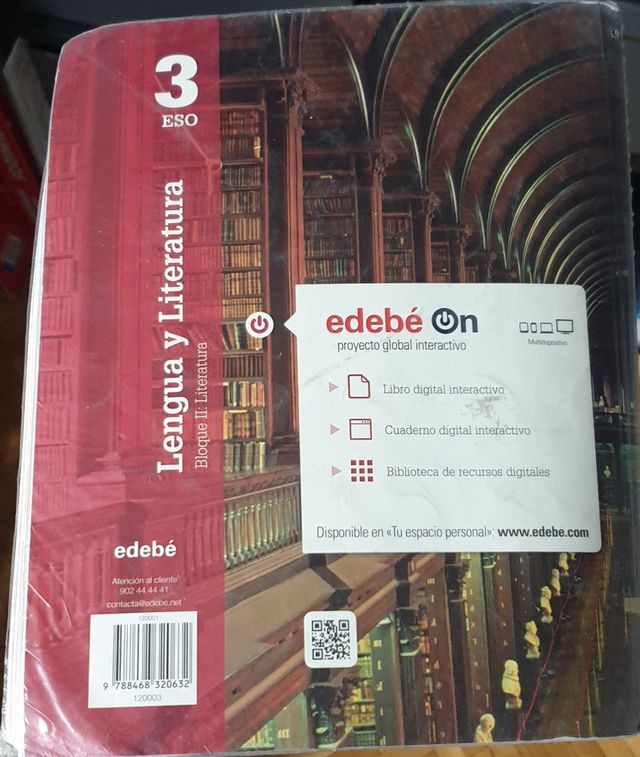 3
ESO
Lengua y Literatura
Bloque II: Literatura
edebé On
proyecto global interactivo
Multidispositivo
Libro digital interactivo
Cuaderno digital interactivo
Biblioteca de recursos digitales
Disponible en «Tu espacio personal»: www.edebe.com
edebé
Atención al cliente
902 44 44 41
contacta@edebe.net
120001
9 788468 320632
120003